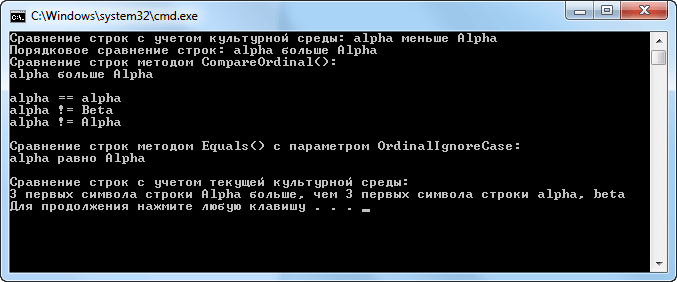 C:\Windows\system32\cmd.exe
Сравнение строк с учетом культурной среды: alpha меньше Alpha
Порядковое сравнение строк: alpha больше Alpha
Сравнение строк методом CompareOrdinal():
alpha больше Alpha
alpha == alpha
alpha != Beta
alpha != Alpha
Сравнение строк методом Equals() с параметром OrdinalIgnoreCase:
alpha равно Alpha
Сравнение строк с учетом текущей культурной среды:
3 первых символа строки Alpha больше, чем 3 первых символа строки alpha, beta
Для продолжения нажмите любую клавишу . . . _